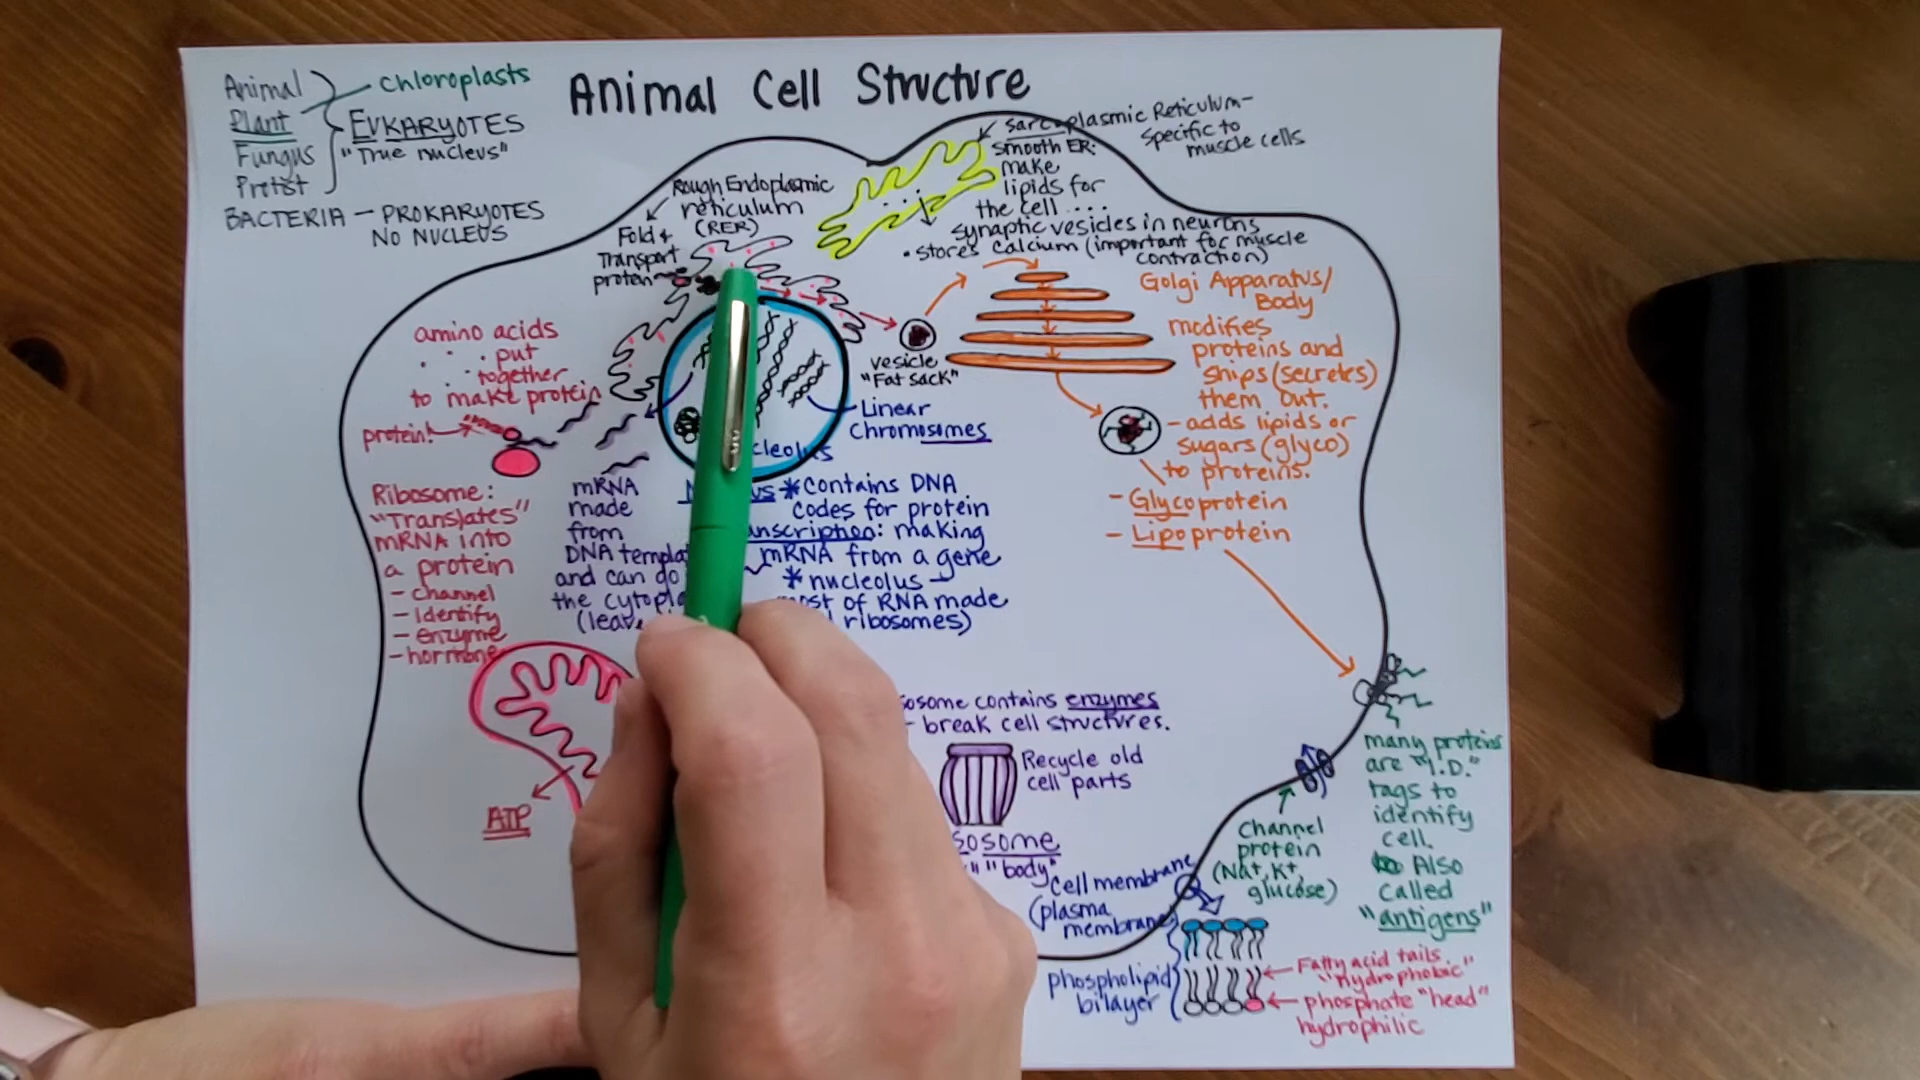 Animal Cell Structure
Animal
Plant
Fungus
Protist
Chloroplasts
EUKARYOTES
"True nucleus"
BACTERIA - PROKARYOTES
NO NUCLEUS
Sarcoplasmic Reticulum-
Specific to
muscle cells
smooth ER:
make
lipids for
the cell ....
synaptic vesicles in neurons
• stores calcium (important for muscle
contraction)
Rough Endoplasmic
reticulum
(RER)
Fold &
Transport
protein
amino acids
put
together
to make protein
protein!
Ribosome:
"Translates"
mRNA into
a protein
- channel
- identify
- enzyme
- hormone
mRNA
made
from
DNA
and can
the
vesicle
"Fat sack"
Linear
Chromosomes
* contains DNA
codes for protein
making
mRNA from a gene
* nucleolus -
of RNA made
ribosomes)
Golgi Apparatus/
Body
modifies
proteins and
ships (secretes)
them out.
- adds lipids or
sugars (glyco)
to proteins.
- Glycoprotein
- Lipoprotein
ATP
contains enzymes
- break cell structures.
Recycle old
cell parts
"body"
Cell membrane
(plasma
membrane)
phospholipid
bilayer
Channel
protein
(Na+, K+,
glucose)
many proteins
are "I.D."
tags to
identify
cell.
Also
called
"antigens"
Fatty acid tails.
"hydrophobic"
phosphate "head"
hydrophilic